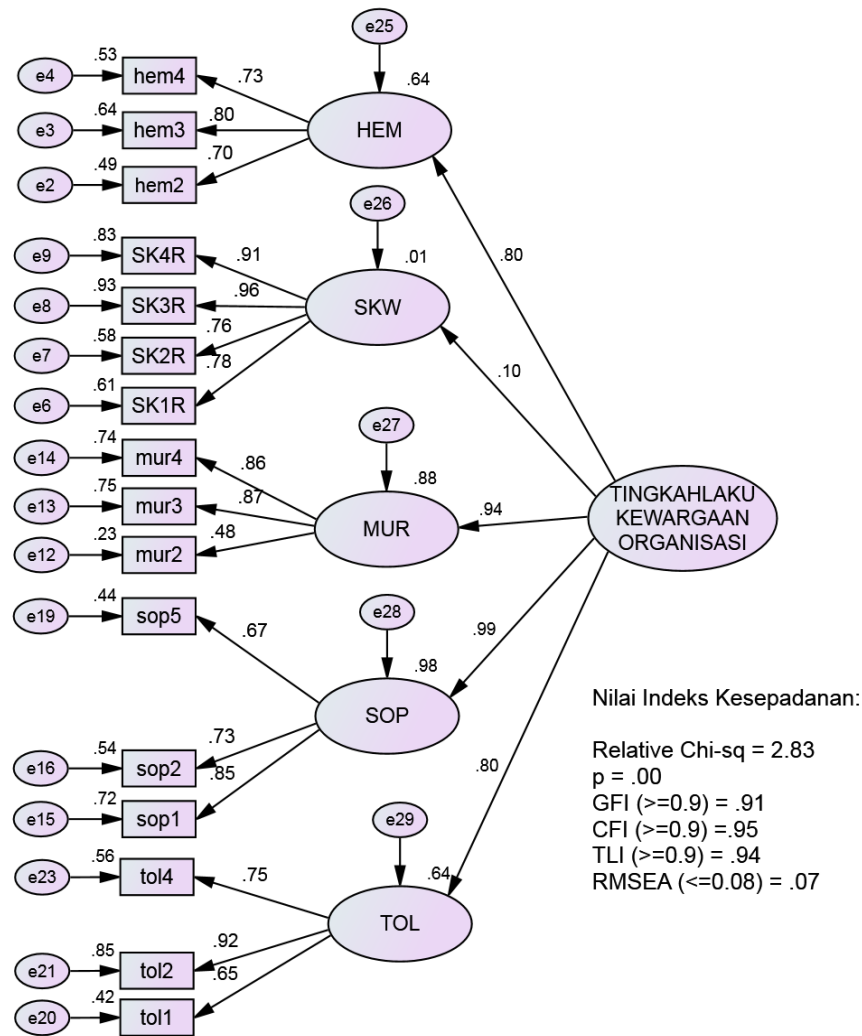 e25
.64
HEM
e4
.53
hem4
.73
e3
.64
hem3
.80
e2
.49
hem2
.70
.80
e26
.01
SKW
e9
.83
SK4R
.91
e8
.93
SK3R
.96
e7
.58
SK2R
.76
e6
.61
SK1R
.78
.10
e27
.88
MUR
e14
.74
mur4
.86
e13
.75
mur3
.87
e12
.23
mur2
.48
.94
TINGKAHLAKU
KEWARGAAN
ORGANISASI
e28
.98
SOP
e19
.44
sop5
.67
e16
.54
sop2
.73
e15
.72
sop1
.85
.99
e29
.64
TOL
e23
.56
tol4
.75
e21
.85
tol2
.92
e20
.42
tol1
.65
.80
Nilai Indeks Kesepadanan:
Relative Chi-sq = 2.83
p = .00
GFI (>=0.9) = .91
CFI (>=0.9) =.95
TLI (>=0.9) = .94
RMSEA (<=0.08) = .07